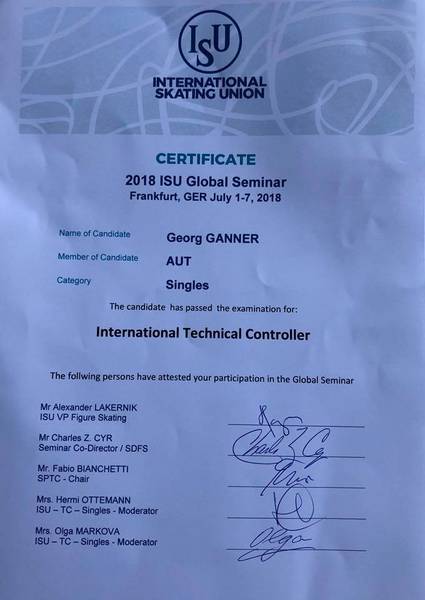 ISU
INTERNATIONAL
SKATING UNION
CERTIFICATE
2018 ISU Global Seminar
Frankfurt, GER July 1-7, 2018
Name of Candidate Georg GANNER
Member of Candidate AUT
Category Singles
The candidate has passed the examination for:
International Technical Controller
The follwing persons have attested your participation in the Global Seminar
Mr Alexander LAKERNIK
ISU VP Figure Skating
Mr Charles Z. CYR
Seminar Co-Director / SDFS
Charles Z Cyr
Mr. Fabio BIANCHETTI
SPTC - Chair
Mrs. Hermi OTTEMANN
ISU – TC – Singles - Moderator
Mrs. Olga MARKOVA
ISU – TC – Singles - Moderator
Olga